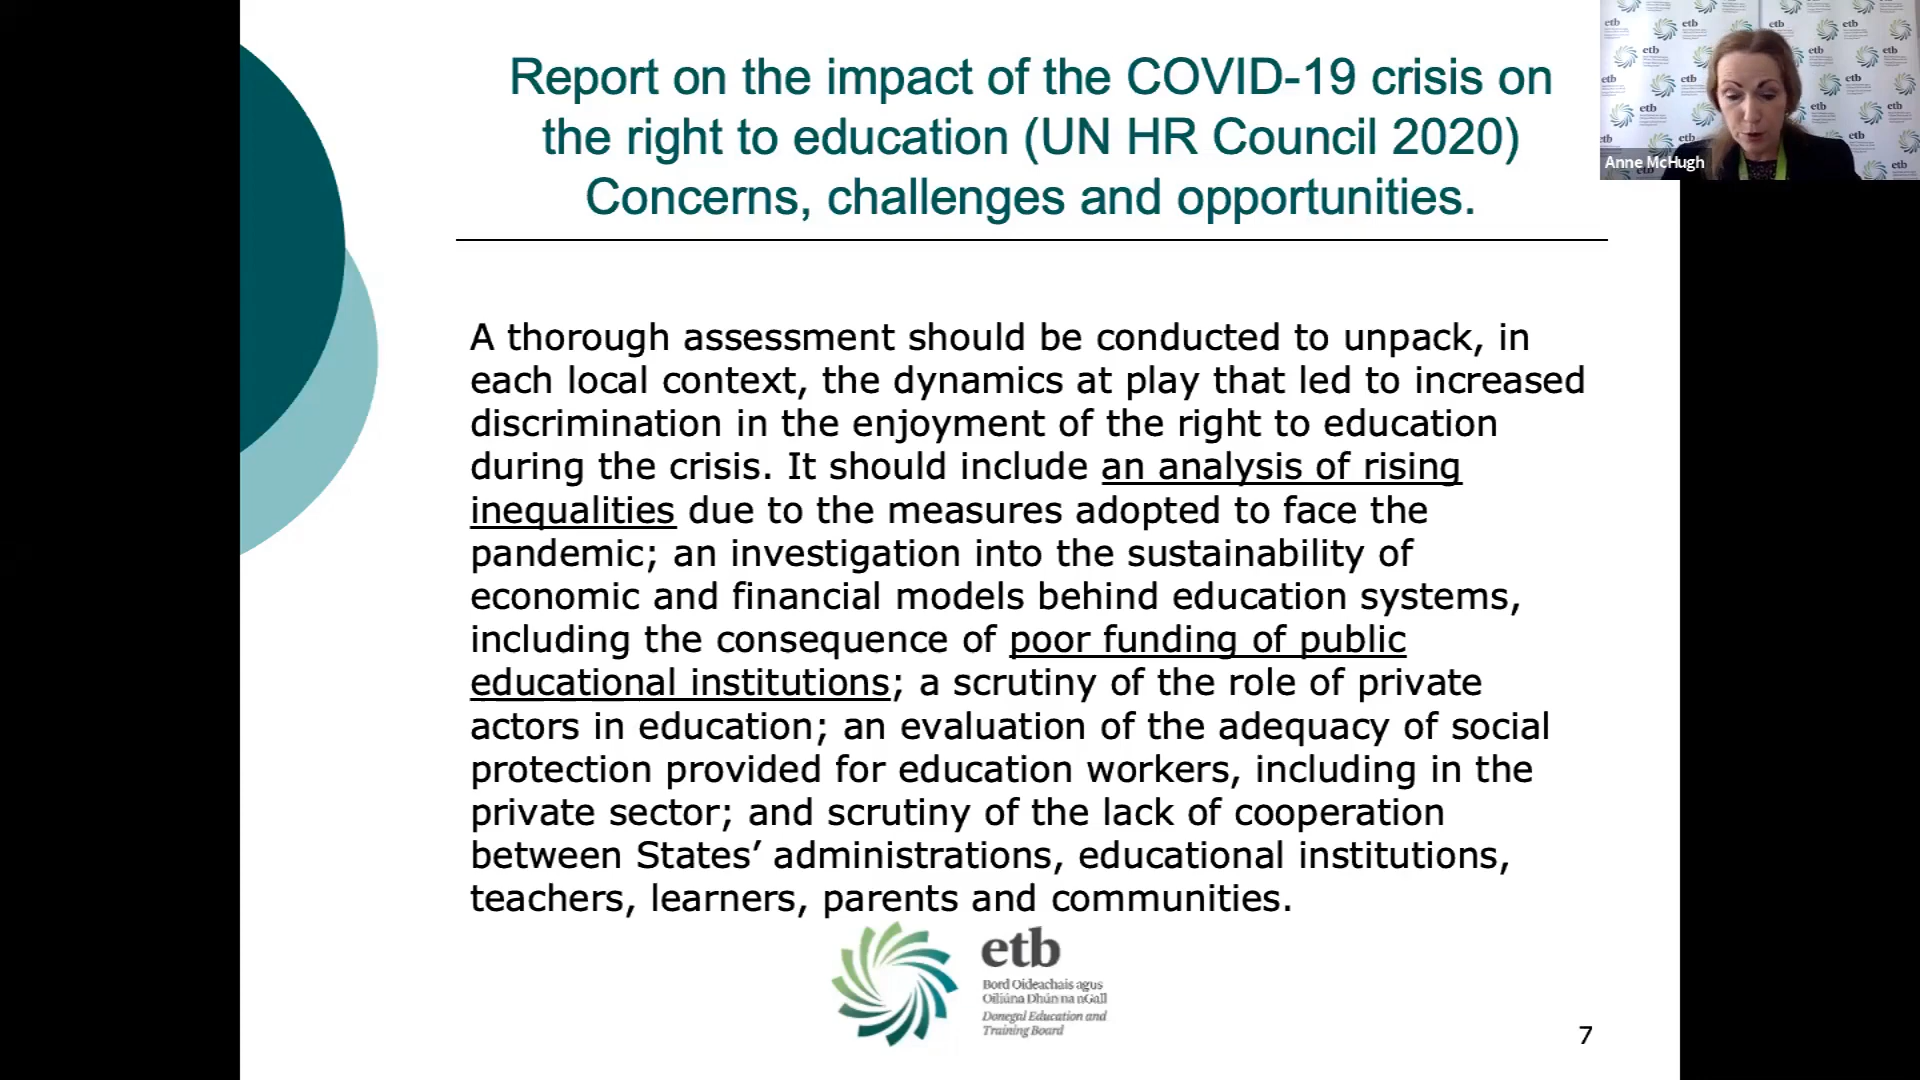 Report on the impact of the COVID-19 crisis on
the right to education (UN HR Council 2020)
Concerns, challenges and opportunities.
Anne McHugh
A thorough assessment should be conducted to unpack, in
each local context, the dynamics at play that led to increased
discrimination in the enjoyment of the right to education
during the crisis. It should include an analysis of rising
inequalities due to the measures adopted to face the
pandemic; an investigation into the sustainability of
economic and financial models behind education systems,
including the consequence of poor funding of public
educational institutions; a scrutiny of the role of private
actors in education; an evaluation of the adequacy of social
protection provided for education workers, including in the
private sector; and scrutiny of the lack of cooperation
between States’ administrations, educational institutions,
teachers, learners, parents and communities.
etb
Bord Oideachais agus
Oiliúna Dhún na nGall
Donegal Education and
Training Board
7